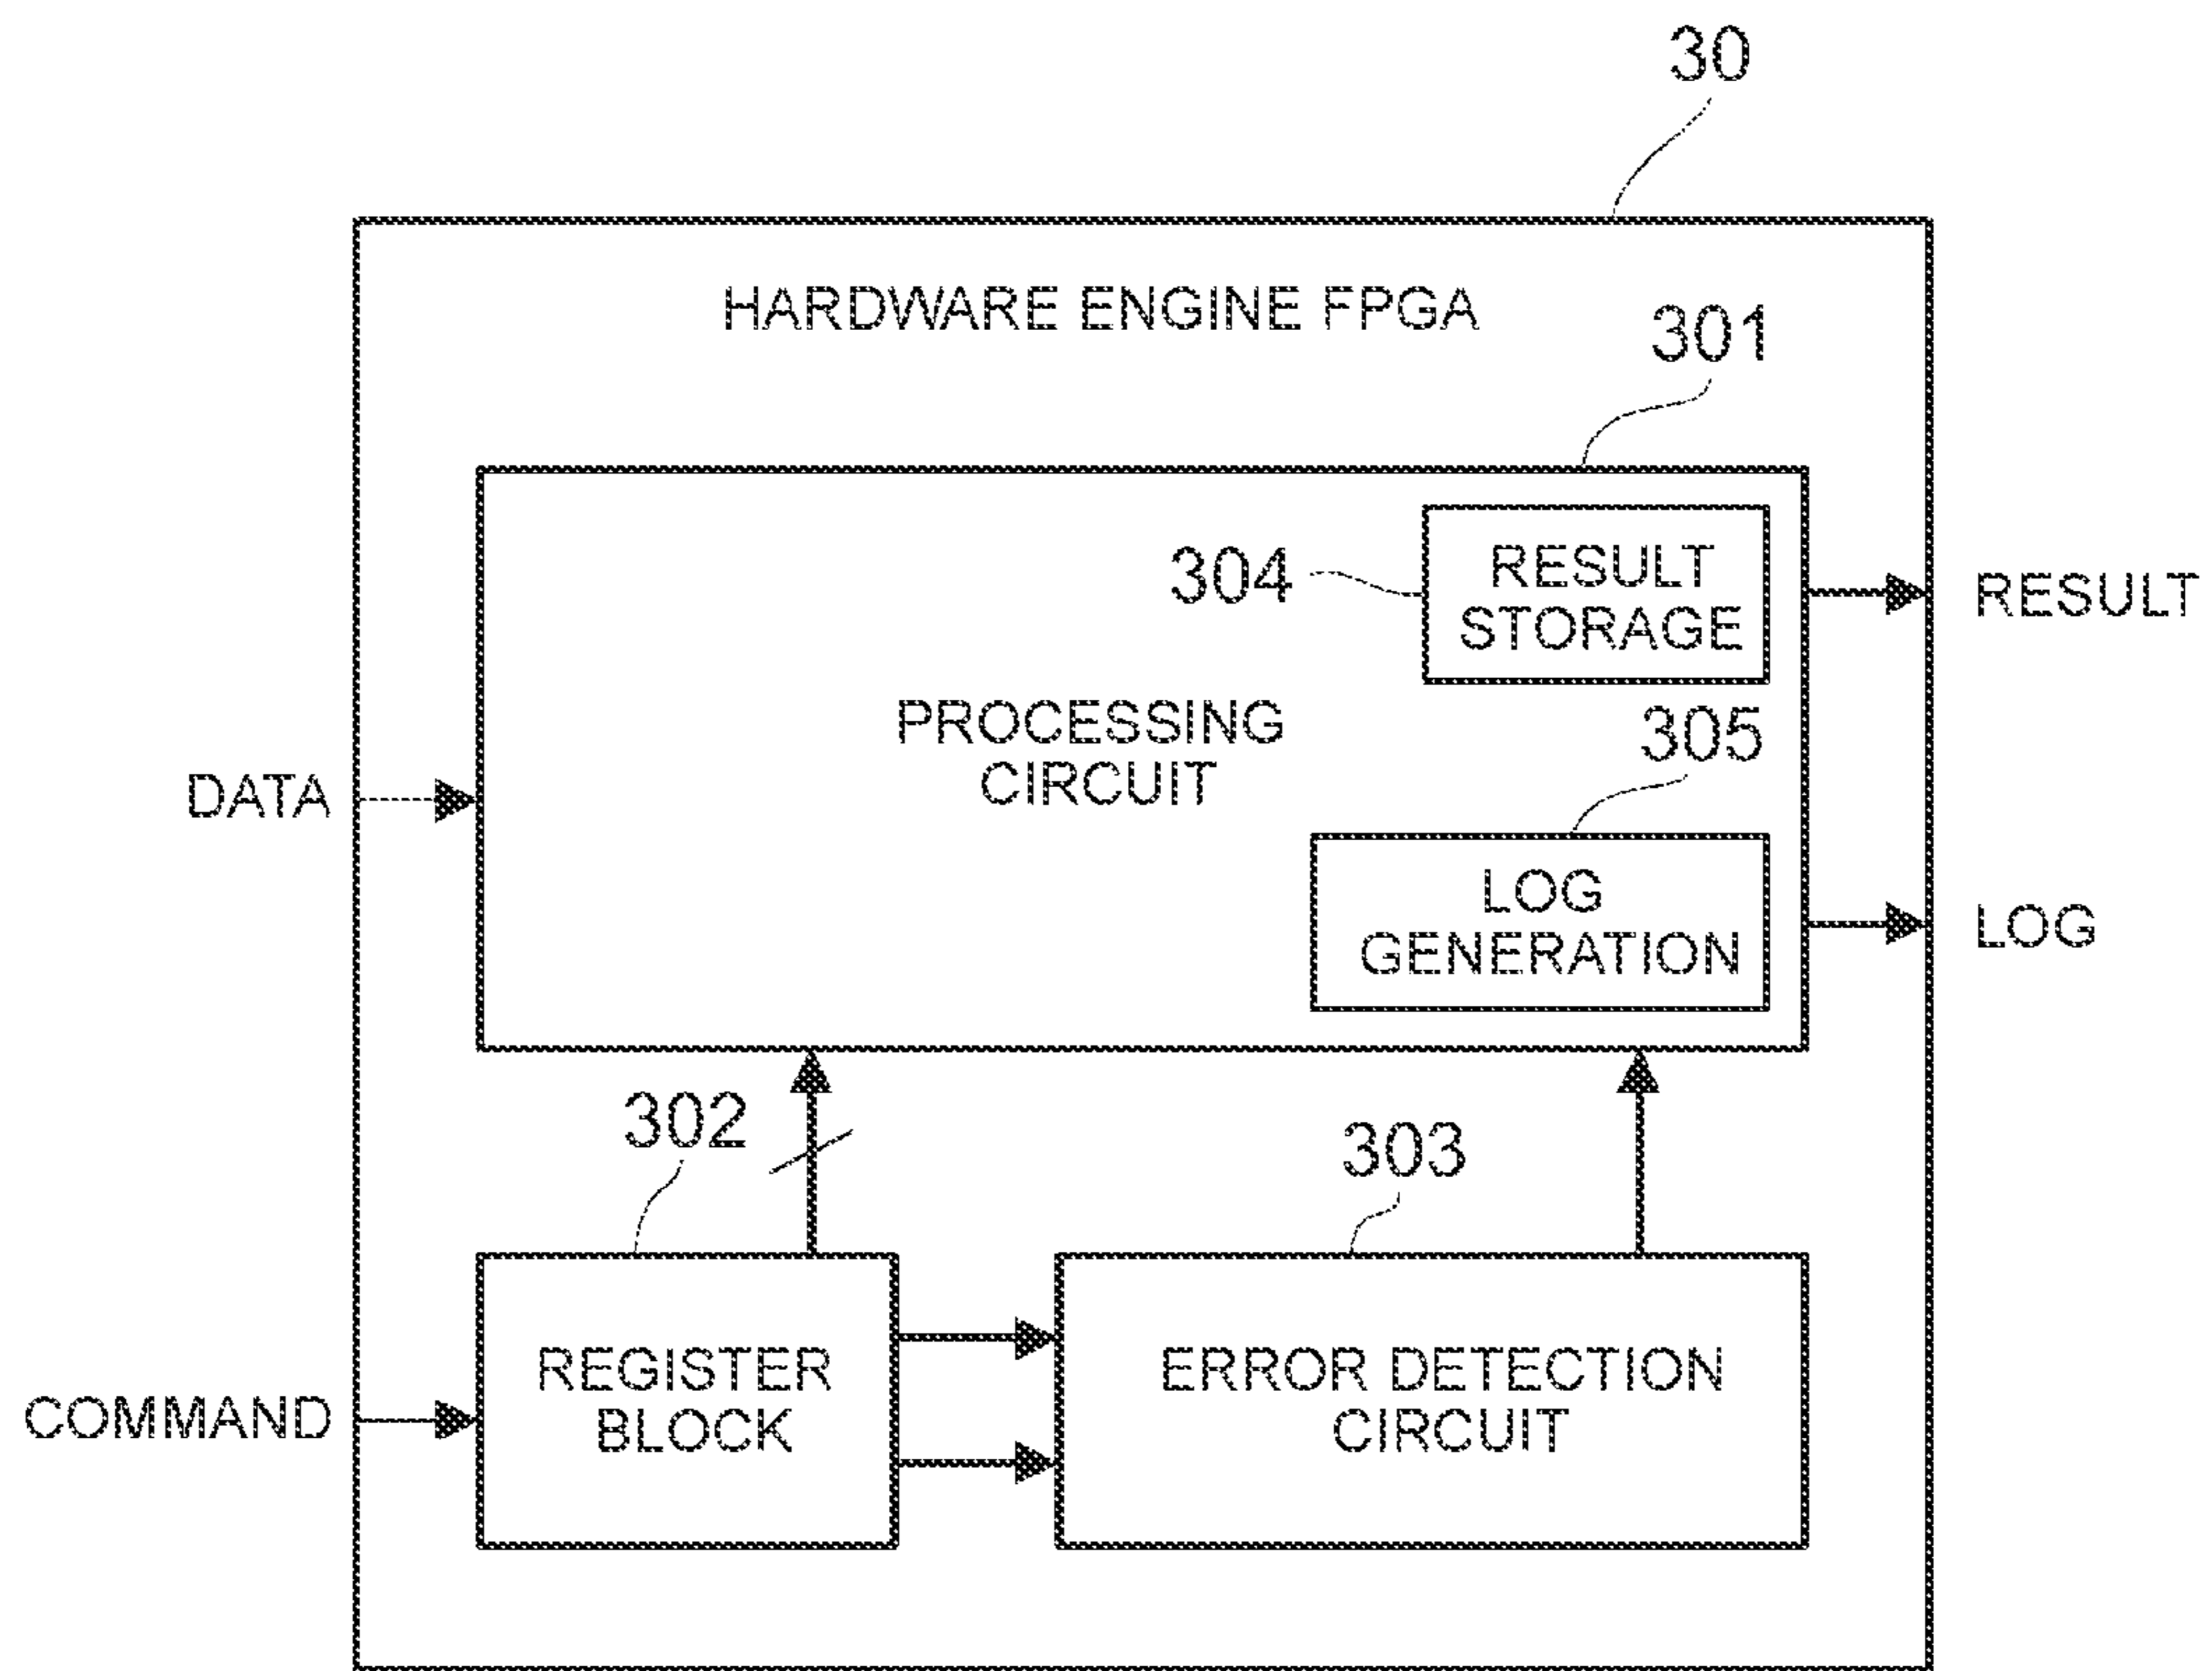 30
HARDWARE ENGINE FPGA
301
304
RESULT
STORAGE
RESULT
PROCESSING
CIRCUIT
305
DATA
LOG
GENERATION
LOG
302
303
REGISTER
BLOCK
ERROR DETECTION
CIRCUIT
COMMAND